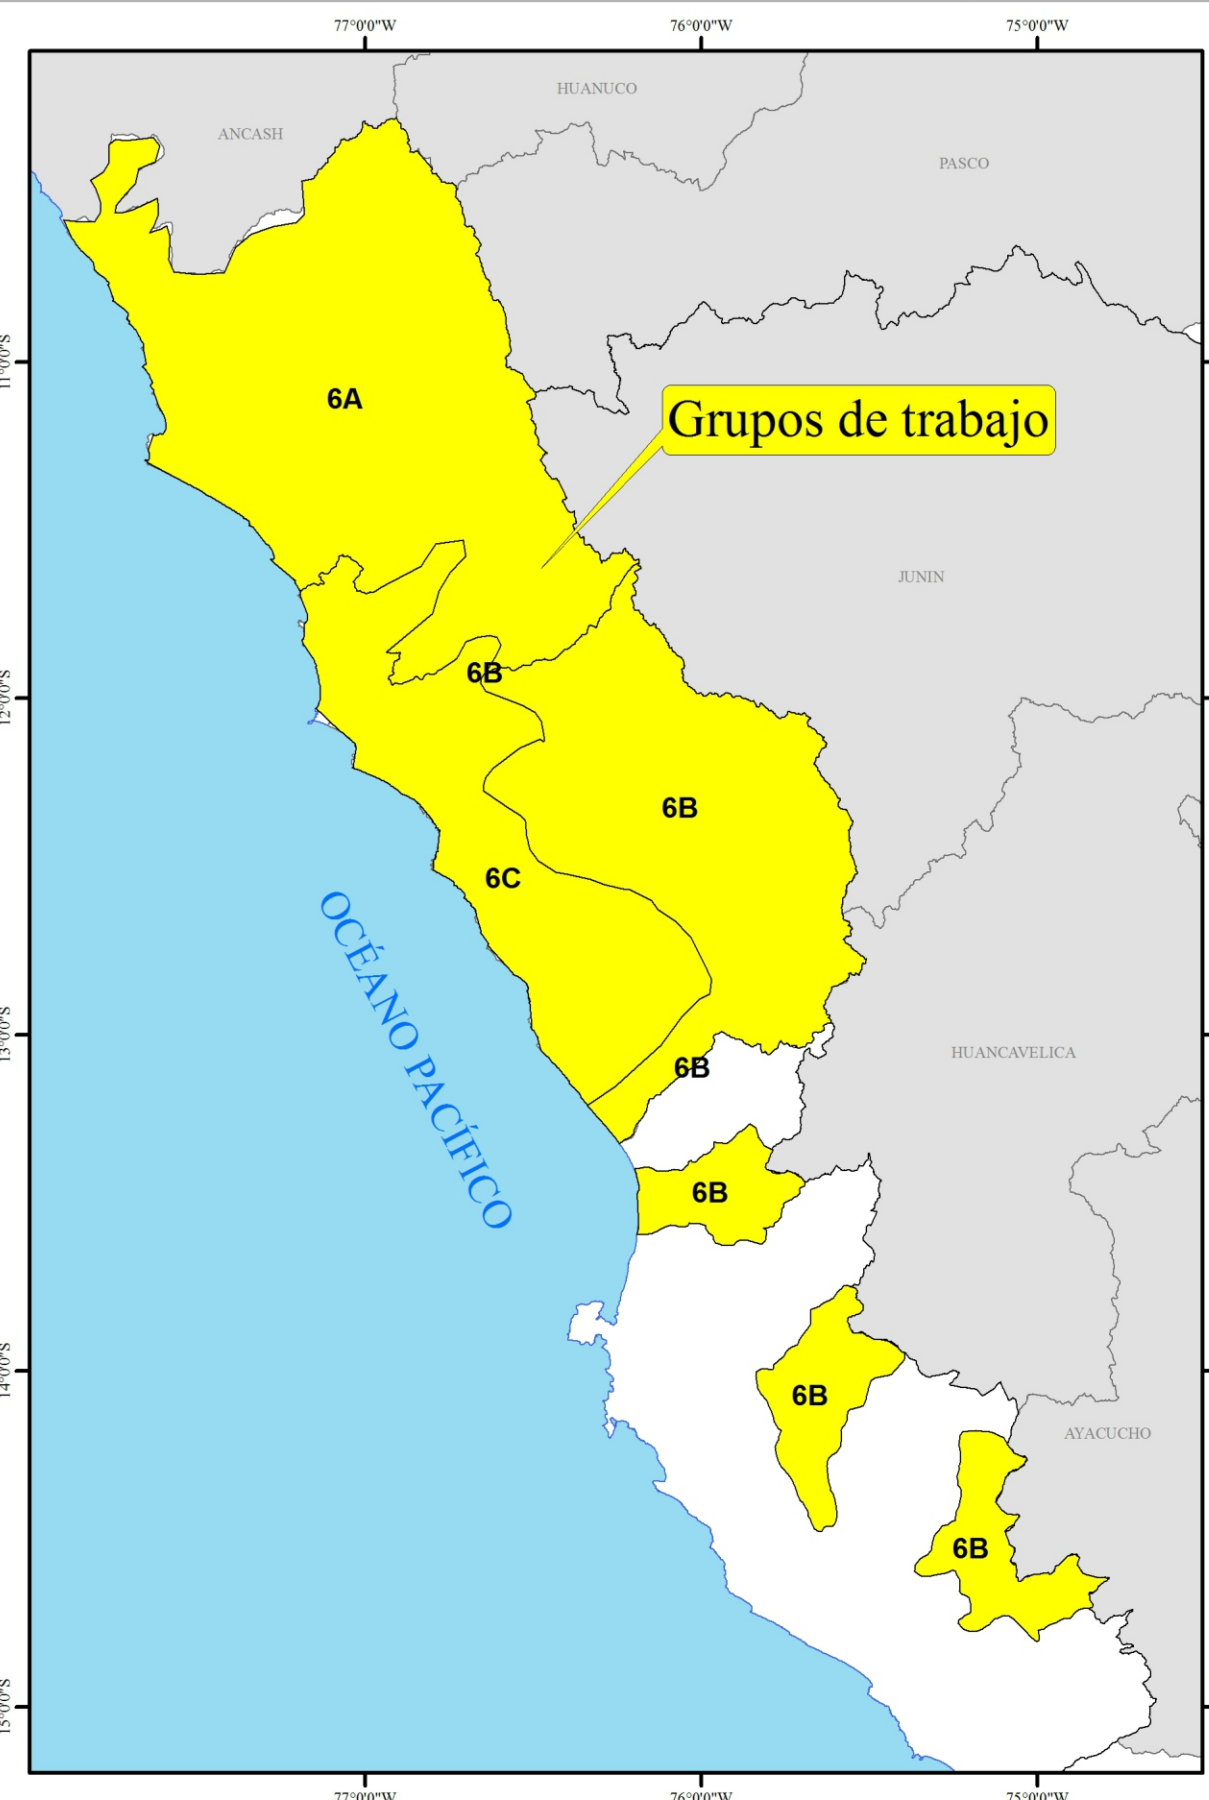 77°0'0"W
76°0'0"W
75°0'0"W
HUANUCO
ANCASH
PASCO
11°0'0"S
6A
Grupos de trabajo
JUNIN
6B
12°0'0"S
6B
6C
OCÉANO PACÍFICO
13°0'0"S
HUANCAVELICA
6B
6B
14°0'0"S
6B
AYACUCHO
6B
15°0'0"S
77°0'0"W
76°0'0"W
75°0'0"W